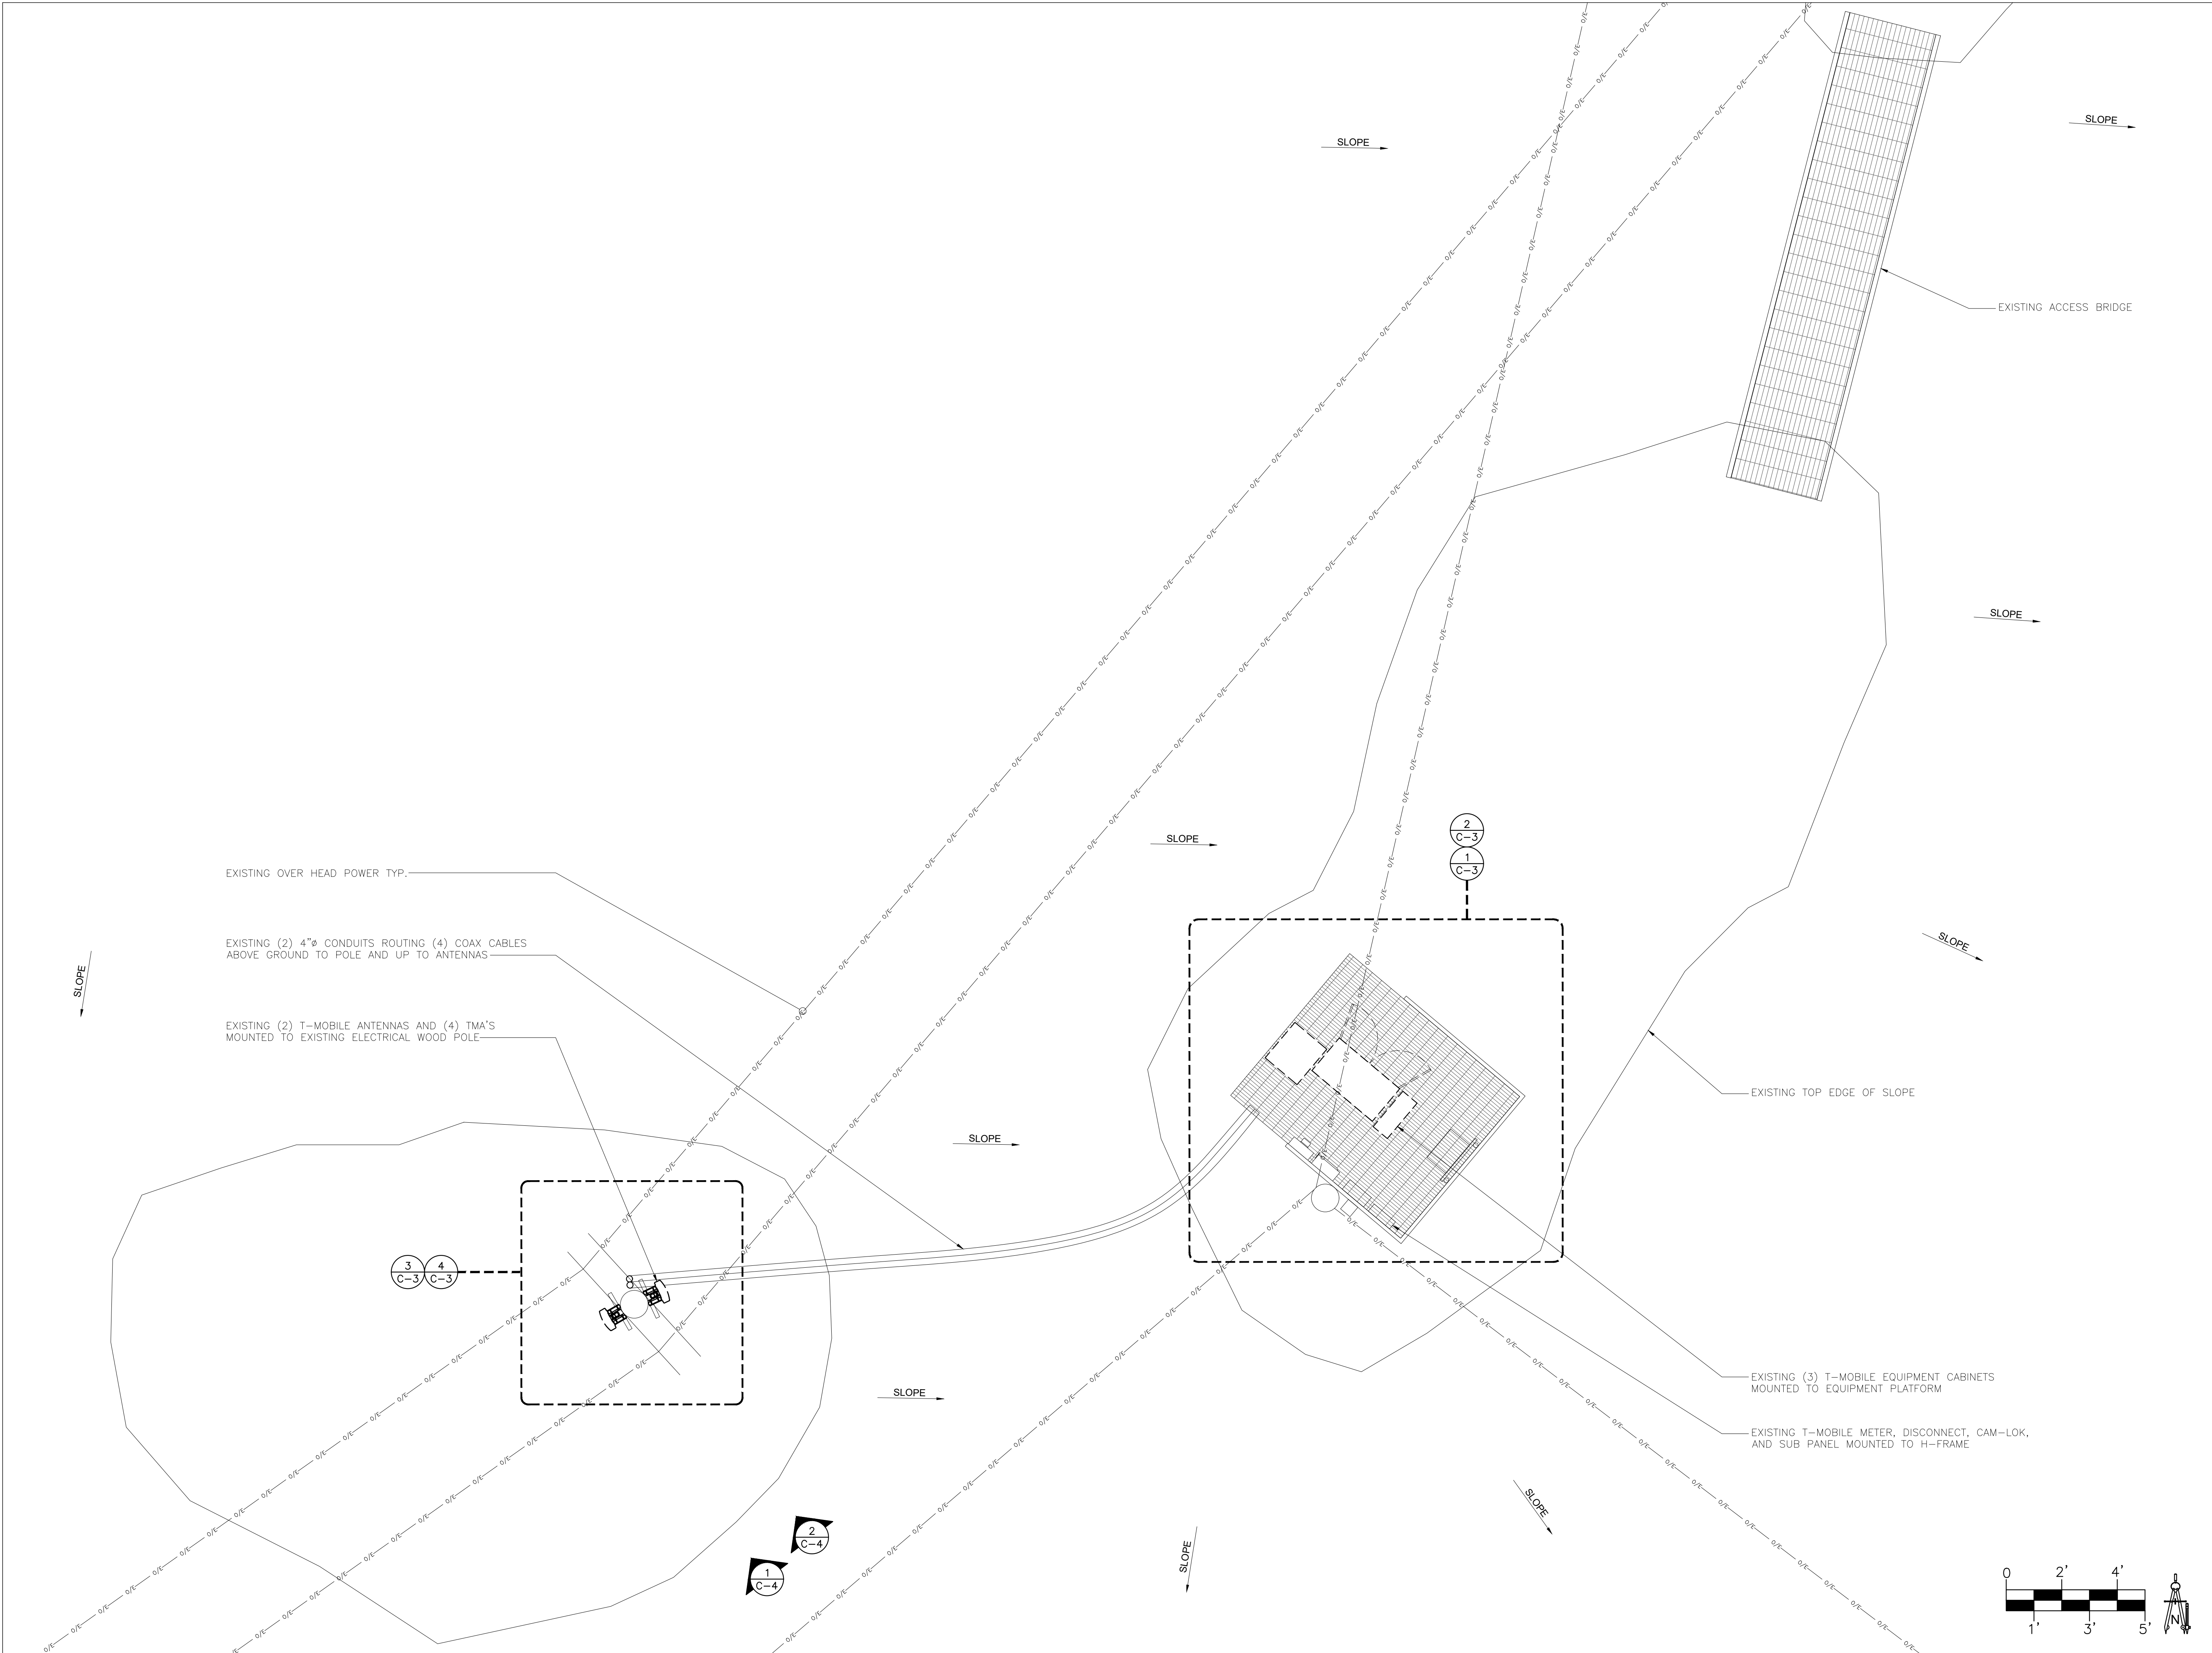 SLOPE
SLOPE
EXISTING ACCESS BRIDGE
SLOPE
2
C-3
1
C-3
SLOPE
EXISTING OVER HEAD POWER TYP.
EXISTING (2) 4"ø CONDUITS ROUTING (4) COAX CABLES
ABOVE GROUND TO POLE AND UP TO ANTENNAS
SLOPE
SLOPE
EXISTING (2) T-MOBILE ANTENNAS AND (4) TMA'S
MOUNTED TO EXISTING ELECTRICAL WOOD POLE
EXISTING TOP EDGE OF SLOPE
SLOPE
3
C-3
4
C-3
EXISTING (3) T-MOBILE EQUIPMENT CABINETS
MOUNTED TO EQUIPMENT PLATFORM
SLOPE
EXISTING T-MOBILE METER, DISCONNECT, CAM-LOK,
AND SUB PANEL MOUNTED TO H-FRAME
SLOPE
2
C-4
1
C-4
SLOPE
0 2' 4'
1' 3' 5'
N
O/E